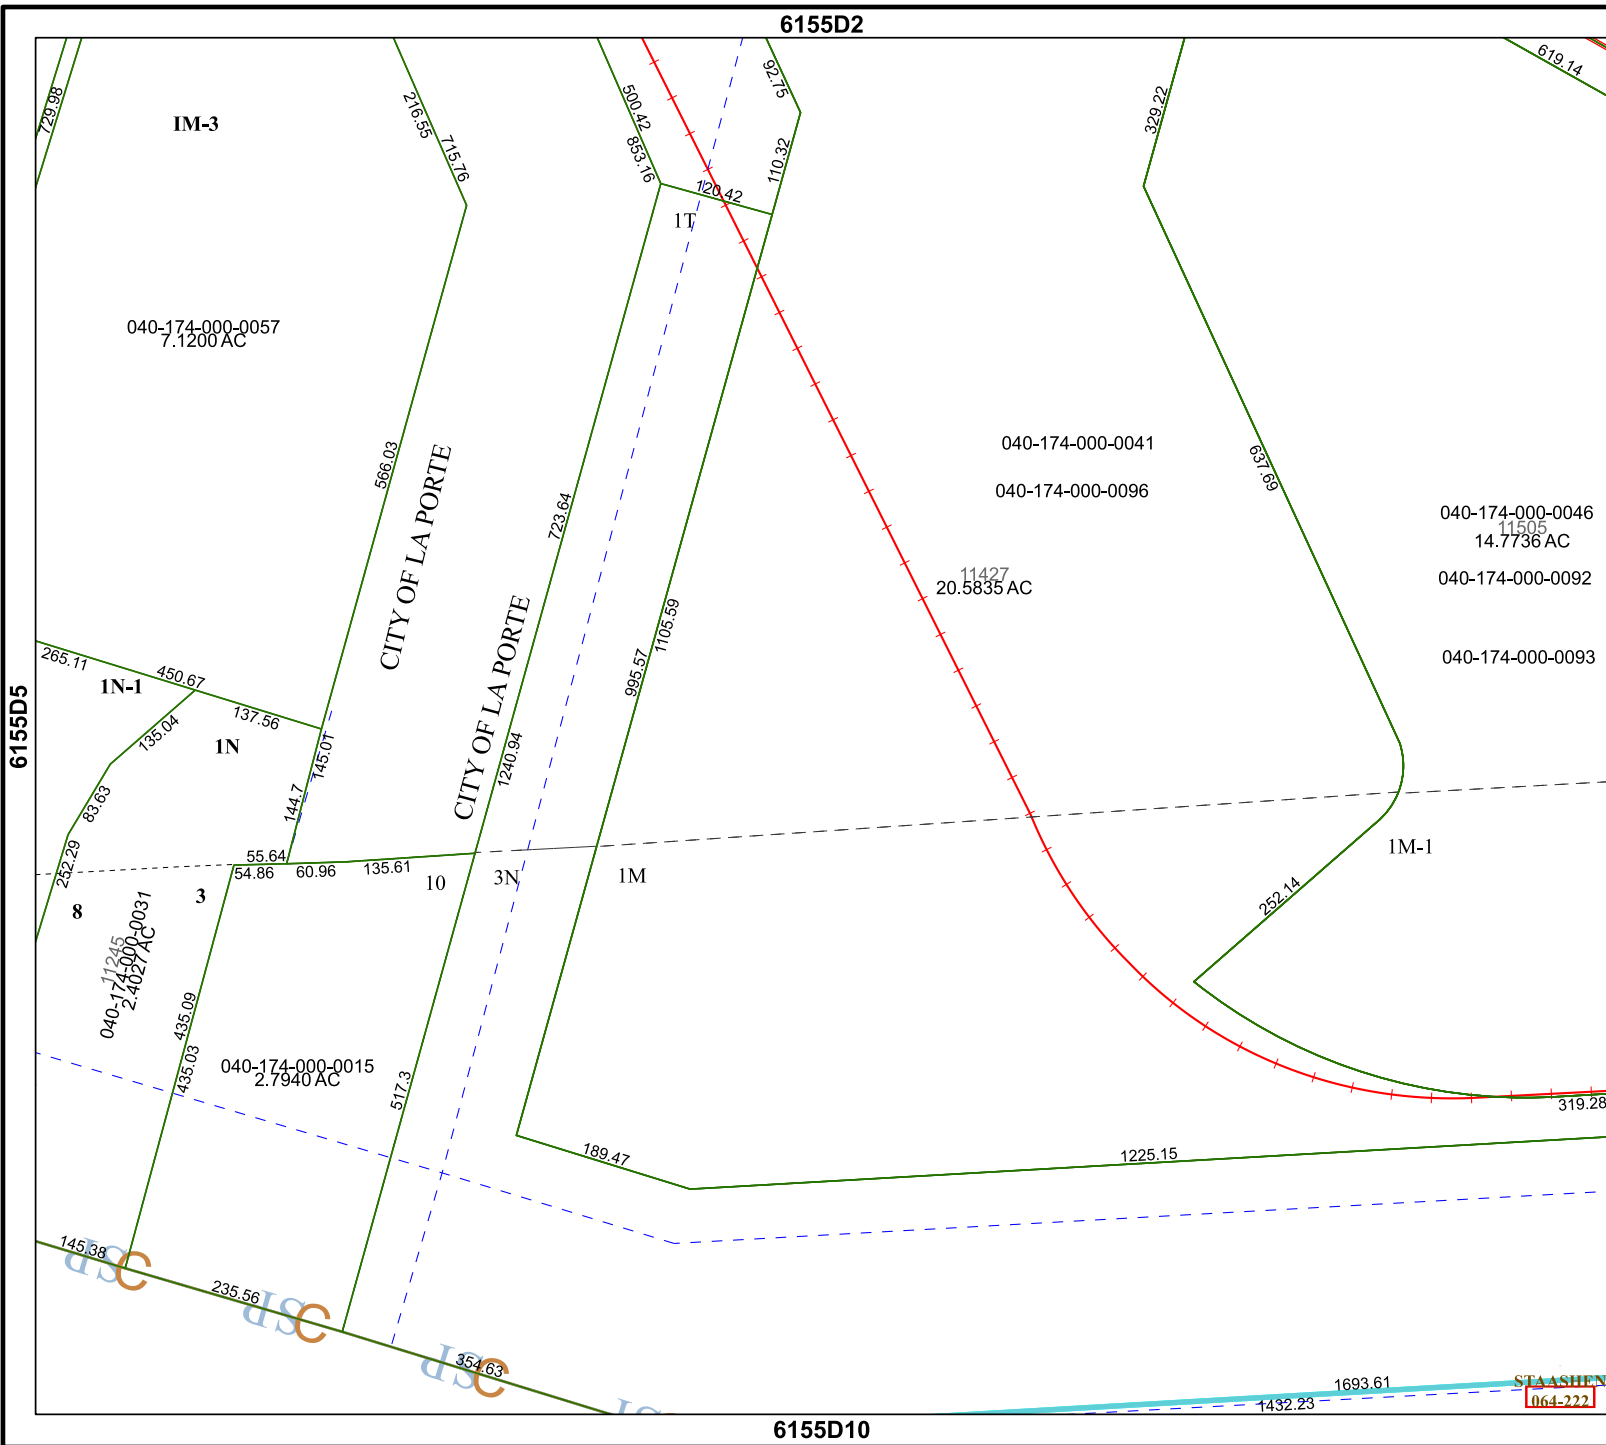 6155D2
729.98
IM-3
216.55
715.76
500.42
853.16
92.75
110.32
120.42
1T
329.22
619.14
040-174-000-0057
7.1200 AC
566.03
CITY OF LA PORTE
723.64
CITY OF LA PORTE
1240.94
995.57
1105.59
040-174-000-0041
040-174-000-0096
11427
20.5835 AC
637.69
040-174-000-0046
11505
14.7736 AC
040-174-000-0092
040-174-000-0093
6155D5
265.11
450.67
1N-1
137.56
135.04
1N
145.01
144.7
83.63
252.29
55.64
54.86
60.96
135.61
10
3N
1M
1M-1
252.14
8
3
11245
040-174-000-0031
2.4027 AC
435.09
435.03
040-174-000-0015
2.7940 AC
517.3
189.47
1225.15
319.28
145.38
SP C
235.56
SP C
354.63
SP C
1693.61
1432.23
STAASHEN
064-222
6155D10